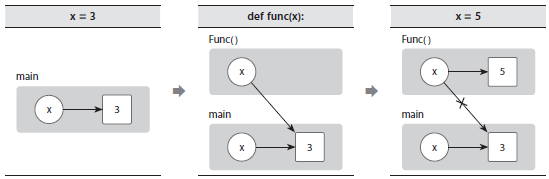 x = 3
main
x
3
def func(x):
Func()
x
main
x
3
x = 5
Func()
x
5
main
x
3